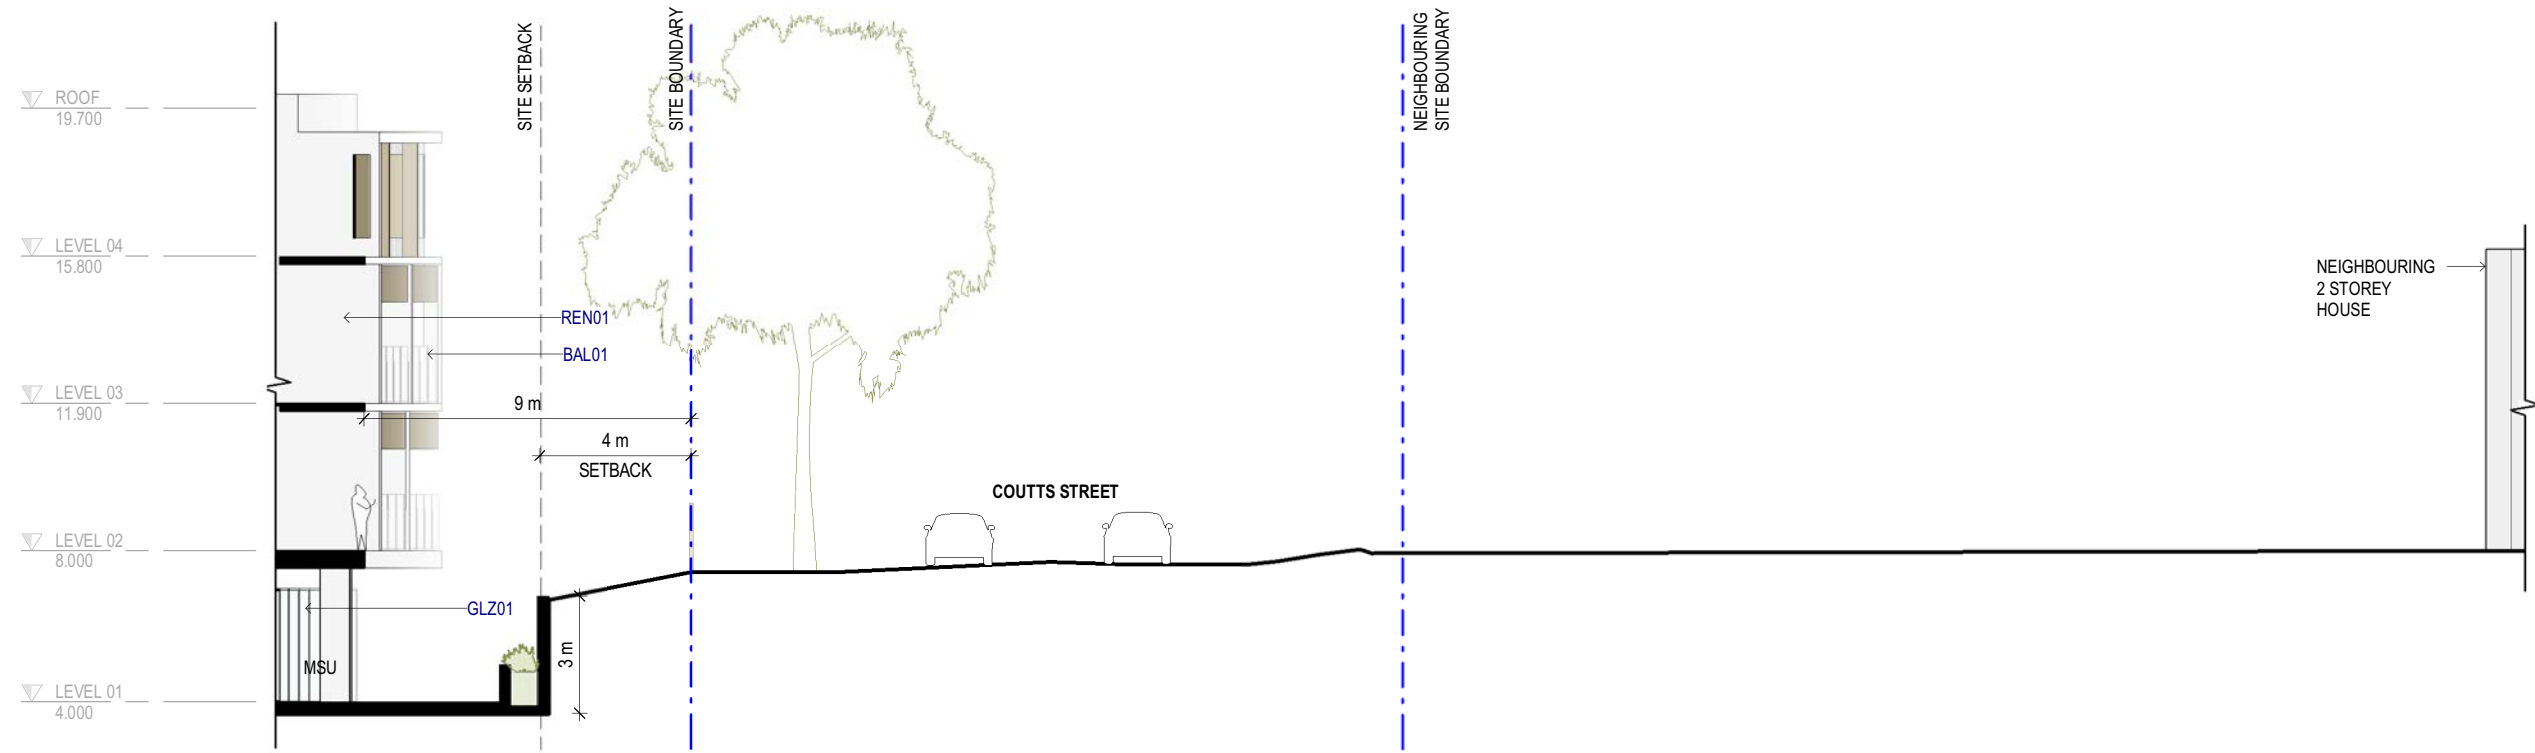 SITE SETBACK
SITE BOUNDARY
NEIGHBOURING
SITE BOUNDARY
ROOF
19.700
LEVEL 04
15.800
NEIGHBOURING
2 STOREY
HOUSE
REN01
BAL01
LEVEL 03
11.900
9 m
4 m
SETBACK
COUTTS STREET
LEVEL 02
8.000
GLZ01
3 m
MSU
LEVEL 01
4.000